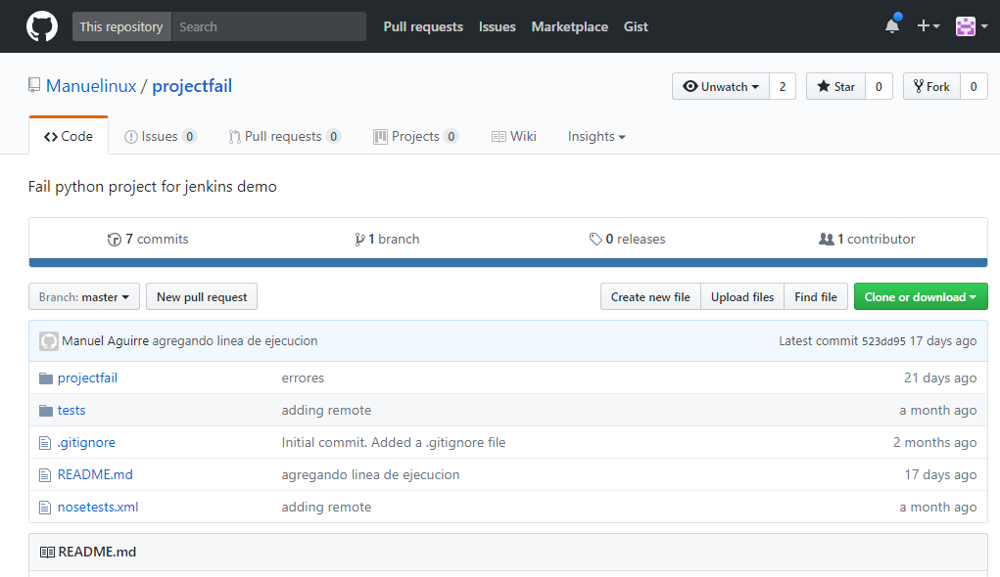 This repository Search Pull requests Issues Marketplace Gist
Manuelinux / projectfail Unwatch 2 Star 0 Fork 0
Code Issues 0 Pull requests 0 Projects 0 Wiki Insights
Fail python project for jenkins demo
7 commits 1 branch 0 releases 1 contributor
Branch: master New pull request Create new file Upload files Find file Clone or download
Manuel Aguirre agregando linea de ejecucion Latest commit 523dd95 17 days ago
projectfail errores 21 days ago
tests adding remote a month ago
.gitignore Initial commit. Added a .gitignore file 2 months ago
README.md agregando linea de ejecucion 17 days ago
nosetests.xml adding remote a month ago
README.md